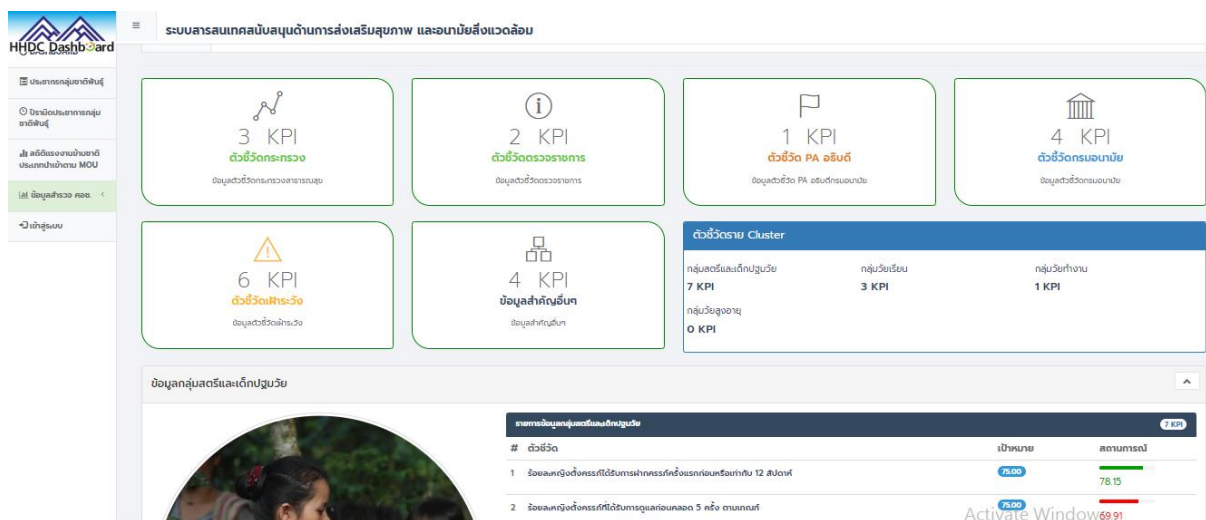 HHDC Dashboard
ระบบสารสนเทศสนับสนุนด้านการส่งเสริมสุขภาพ และอนามัยสิ่งแวดล้อม
ประชากรกลุ่มชาติพันธุ์
ปิรามิดประชาการกลุ่ม
ชาติพันธุ์
สถิติแรงงานข้ามชาติ
ประเภทนำเข้าตาม MOU
ข้อมูลสำรวจ คอช.
เข้าสู่ระบบ
3 KPI
ตัวชี้วัดกระทรวง
ข้อมูลตัวชี้วัดกระทรวงสาธารณสุข
2 KPI
ตัวชี้วัดตรวจราชการ
ข้อมูลตัวชี้วัดตรวจราชการ
1 KPI
ตัวชี้วัด PA อธิบดี
ข้อมูลตัวชี้วัด PA อธิบดีกรมอนามัย
4 KPI
ตัวชี้วัดกรมอนามัย
ข้อมูลตัวชี้วัดกรมอนามัย
6 KPI
ตัวชี้วัดเฝ้าระวัง
ข้อมูลตัวชี้วัดเฝ้าระวัง
4 KPI
ข้อมูลสำคัญอื่นๆ
ข้อมูลสำคัญอื่นๆ
ตัวชี้วัดราย Cluster
กลุ่มสตรีและเด็กปฐมวัย
7 KPI
กลุ่มวัยเรียน
3 KPI
กลุ่มวัยทำงาน
1 KPI
กลุ่มวัยสูงอายุ
0 KPI
ข้อมูลกลุ่มสตรีและเด็กปฐมวัย
รายการข้อมูลกลุ่มสตรีและเด็กปฐมวัย 7 KPI
# ตัวชี้วัด เป้าหมาย สถานการณ์
1 ร้อยละหญิงตั้งครรภ์ได้รับการฝากครรภ์ครั้งแรกก่อนหรือเท่ากับ 12 สัปดาห์ 75.00 78.15
2 ร้อยละหญิงตั้งครรภ์ที่ได้รับการดูแลก่อนคลอด 5 ครั้ง ตามเกณฑ์ 75.00 69.91
Activate Window